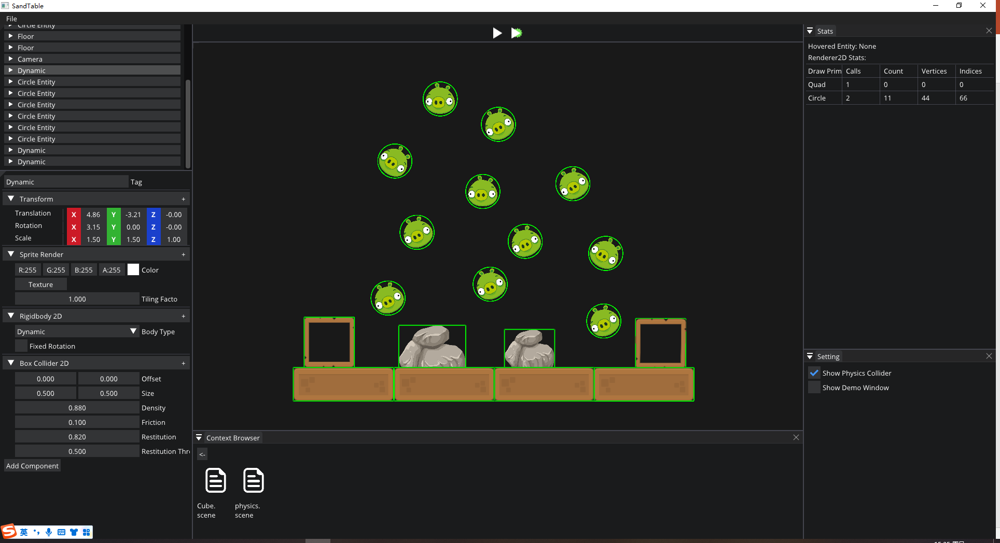 SandTable
File
Circle Entity
Floor
Floor
Camera
Dynamic
Circle Entity
Circle Entity
Circle Entity
Circle Entity
Circle Entity
Circle Entity
Dynamic
Dynamic
Dynamic Tag
Transform +
Translation X 4.86 Y -3.21 Z -0.00
Rotation X 3.15 Y 0.00 Z -0.00
Scale X 1.50 Y 1.50 Z 1.00
Sprite Render +
R:255 G:255 B:255 A:255 Color
Texture
1.000 Tiling Facto
Rigidbody 2D +
Dynamic Body Type
Fixed Rotation
Box Collider 2D +
0.000 0.000 Offset
0.500 0.500 Size
0.880 Density
0.100 Friction
0.820 Restitution
0.500 Restitution Thr
Add Component
Context Browser
<-
Cube.
scene
physics.
scene
Stats
Hovered Entity: None
Renderer2D Stats:
Draw Prim Calls Count Vertices Indices
Quad 1 0 0 0
Circle 2 11 44 66
Setting
Show Physics Collider
Show Demo Window
S 英